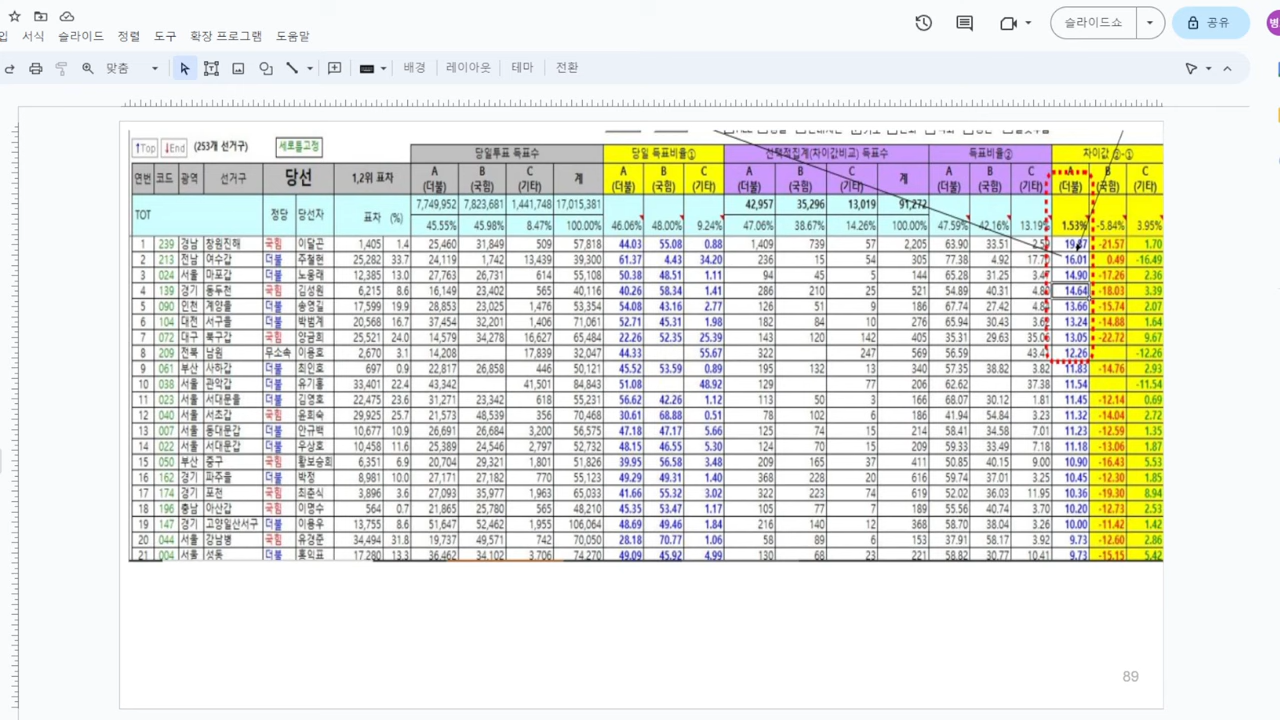 슬라이드쇼
공유
병
입 서식 슬라이드 정렬 도구 확장 프로그램 도움말
맞춤 배경 레이아웃 테마 전환
↑Top ↓End (253개 선거구) 세로틀고정
당일투표 득표수 당일 득표비율① 선택적집계(차이값비교) 득표수 득표비율② 차이값 ②-①
연번 코드 광역 선거구 당선 1,2위 표차 A (더불) B (국힘) C (기타) 계 A (더불) B (국힘) C (기타) A (더불) B (국힘) C (기타) 계 A (더불) B (국힘) C (기타) A (더불) B (국힘) C (기타)
TOT 정당 당선자 표차 (%) 7,749,952 7,823,681 1,441,748 17,015,381 42,957 35,296 13,019 91,272
45.55% 45.98% 8.47% 100.00% 46.06% 48.00% 9.24% 47.06% 38.67% 14.26% 100.00% 47.59% 42.16% 13.19% 1.53% -5.84% 3.95%
1 239 경남 창원진해 국힘 이달곤 1,405 1.4 25,460 31,849 509 57,818 44.03 55.08 0.88 1,409 739 57 2,205 63.90 33.51 -21.57 1.70
2 213 전남 여수갑 더불 주철현 25,282 33.7 24,119 1,742 13,439 39,300 61.37 4.43 34.20 236 15 54 305 77.38 4.92 16.01 0.49 -16.49
3 024 서울 마포갑 더불 노웅래 12,385 13.0 27,763 26,731 614 55,108 50.38 48.51 1.11 94 45 5 144 65.28 31.25 14.90 -17.26 2.36
4 139 경기 동두천 국힘 김성원 6,215 8.6 16,149 23,402 565 40,116 40.26 58.34 1.41 286 210 25 521 54.89 40.31 14.64 -18.03 3.39
5 090 인천 계양을 더불 송영길 17,599 19.9 28,853 23,025 1,476 53,354 54.08 43.16 2.77 126 51 9 186 67.74 27.42 13.66 -15.74 2.07
6 104 대전 서구을 더불 박범계 20,568 16.7 37,454 32,201 1,406 71,061 52.71 45.31 1.98 182 84 10 276 65.94 30.43 13.24 -14.88 1.64
7 072 대구 북구갑 국힘 양금희 25,521 24.0 14,579 34,278 16,627 65,484 22.26 52.35 25.39 143 120 142 405 35.31 29.63 13.05 -22.72 9.67
8 209 전북 남원 무소속 이용호 2,670 3.1 14,208 17,839 32,047 44.33 55.67 322 247 569 56.59 12.26 -12.26
9 061 부산 사하갑 더불 최인호 697 0.9 22,817 26,858 446 50,121 45.52 53.59 0.89 195 132 13 340 57.35 38.82 3.82 11.83 -14.76 2.93
10 038 서울 관악갑 더불 유기홍 33,401 22.4 43,342 41,501 84,843 51.08 48.92 129 77 206 62.62 37.38 11.54 -11.54
11 023 서울 서대문을 더불 김영호 22,475 23.6 31,271 23,342 618 55,231 56.62 42.26 1.12 113 50 3 166 68.07 30.12 1.81 11.45 -12.14 0.69
12 040 서울 서초갑 국힘 윤희숙 29,925 25.7 21,573 48,539 356 70,468 30.61 68.88 0.51 78 102 6 186 41.94 54.84 3.23 11.32 -14.04 2.72
13 007 서울 동대문갑 더불 안규백 10,677 10.9 26,691 26,684 3,200 56,575 47.18 47.17 5.66 125 74 15 214 58.41 34.58 7.01 11.23 -12.59 1.35
14 022 서울 서대문갑 더불 우상호 10,458 11.6 25,389 24,546 2,797 52,732 48.15 46.55 5.30 124 70 15 209 59.33 33.49 7.18 11.18 -13.06 1.87
15 050 부산 중구 국힘 황보승희 6,351 6.9 20,704 29,321 1,801 51,826 39.95 56.58 3.48 209 165 37 411 50.85 40.15 9.00 10.90 -16.43 5.53
16 162 경기 파주을 더불 박정 8,981 10.0 27,171 27,182 770 55,123 49.29 49.31 1.40 368 228 20 616 59.74 37.01 3.25 10.45 -12.30 1.85
17 174 경기 포천 국힘 최춘식 3,896 3.6 27,093 35,977 1,963 65,033 41.66 55.32 3.02 322 223 74 619 52.02 36.03 11.95 10.36 -19.30 8.94
18 196 충남 아산갑 국힘 이명수 564 0.7 21,865 25,780 565 48,210 45.35 53.47 1.17 105 77 7 189 55.56 40.74 3.70 10.20 -12.73 2.53
19 147 경기 고양일산서구 더불 이용우 13,755 8.6 51,647 52,462 1,955 106,064 48.69 49.46 1.84 216 140 12 368 58.70 38.04 3.26 10.00 -11.42 1.42
20 044 서울 강남병 국힘 유경준 34,494 31.8 19,737 49,571 742 70,050 28.18 70.77 1.06 58 89 6 153 37.91 58.17 3.92 9.73 -12.60 2.86
21 004 서울 더불 홍익표 17,280 13.3 36,462 34,102 3,706 74,270 49.09 45.92 4.99 130 68 23 221 58.82 30.77 10.41 9.73 -15.15 5.42
89